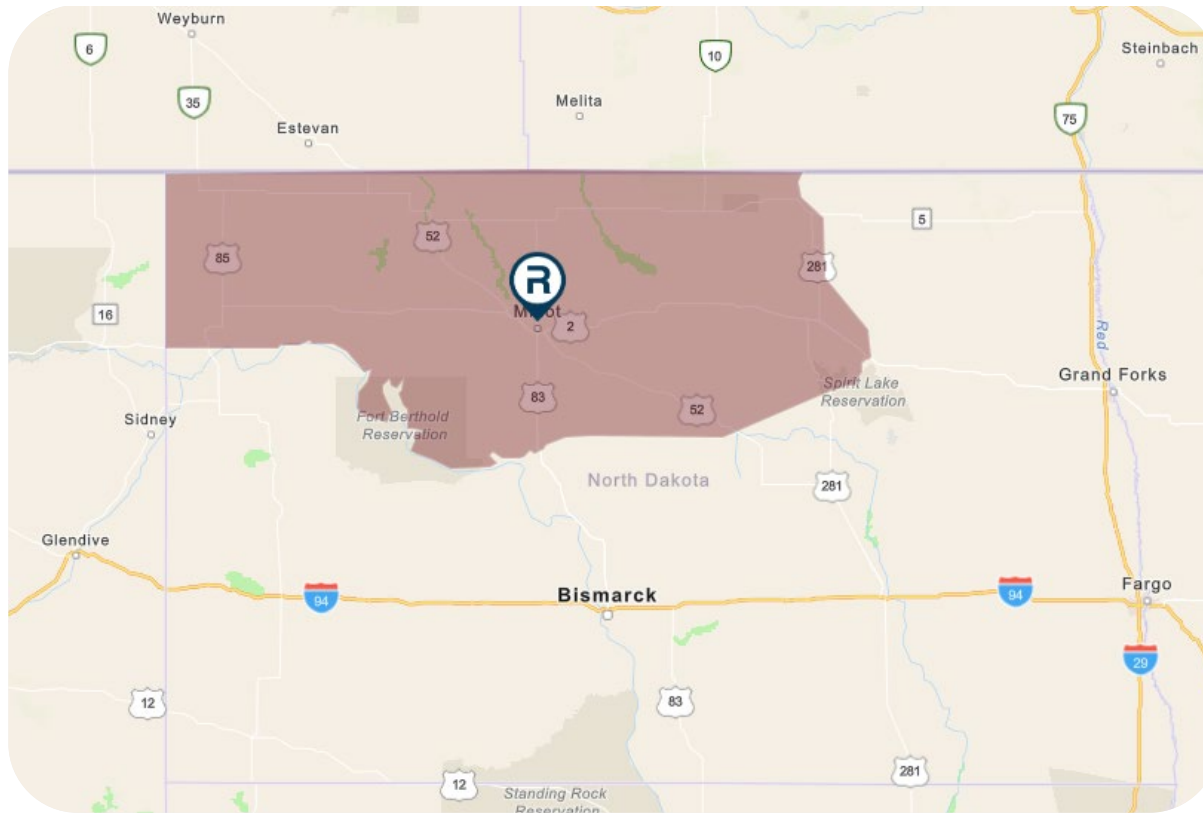 Weyburn
Steinbach
6
10
35
Melita
75
Estevan
5
52
85
281
R
16
Minot
2
Red
Grand Forks
Spirit Lake
Reservation
83
52
Sidney
Fort Berthold
Reservation
North Dakota
281
Glendive
Bismarck
94
94
Fargo
29
12
83
281
12
Standing Rock
Reservation